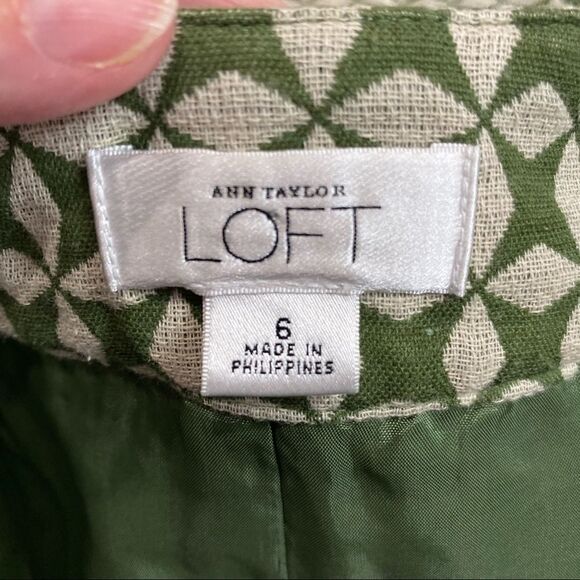 ANN TAYLOR
LOFT
6
MADE IN
PHILIPPINES